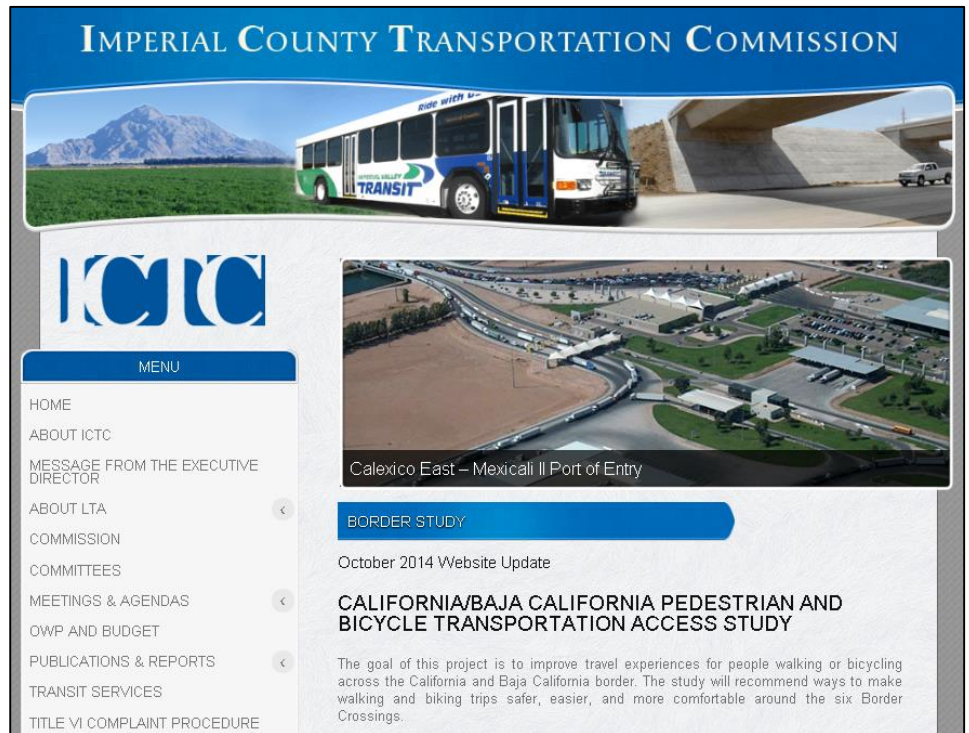 IMPERIAL COUNTY TRANSPORTATION COMMISSION
Ride with
IMPERIAL VALLEY
TRANSIT
ICTC
MENU
HOME
ABOUT ICTC
MESSAGE FROM THE EXECUTIVE
DIRECTOR
ABOUT LTA
COMMISSION
COMMITTEES
MEETINGS & AGENDAS
OWP AND BUDGET
PUBLICATIONS & REPORTS
TRANSIT SERVICES
TITLE VI COMPLAINT PROCEDURE
Calexico East – Mexicali II Port of Entry
BORDER STUDY
October 2014 Website Update
CALIFORNIA/BAJA CALIFORNIA PEDESTRIAN AND
BICYCLE TRANSPORTATION ACCESS STUDY
The goal of this project is to improve travel experiences for people walking or bicycling
across the California and Baja California border. The study will recommend ways to make
walking and biking trips safer, easier, and more comfortable around the six Border
Crossings.